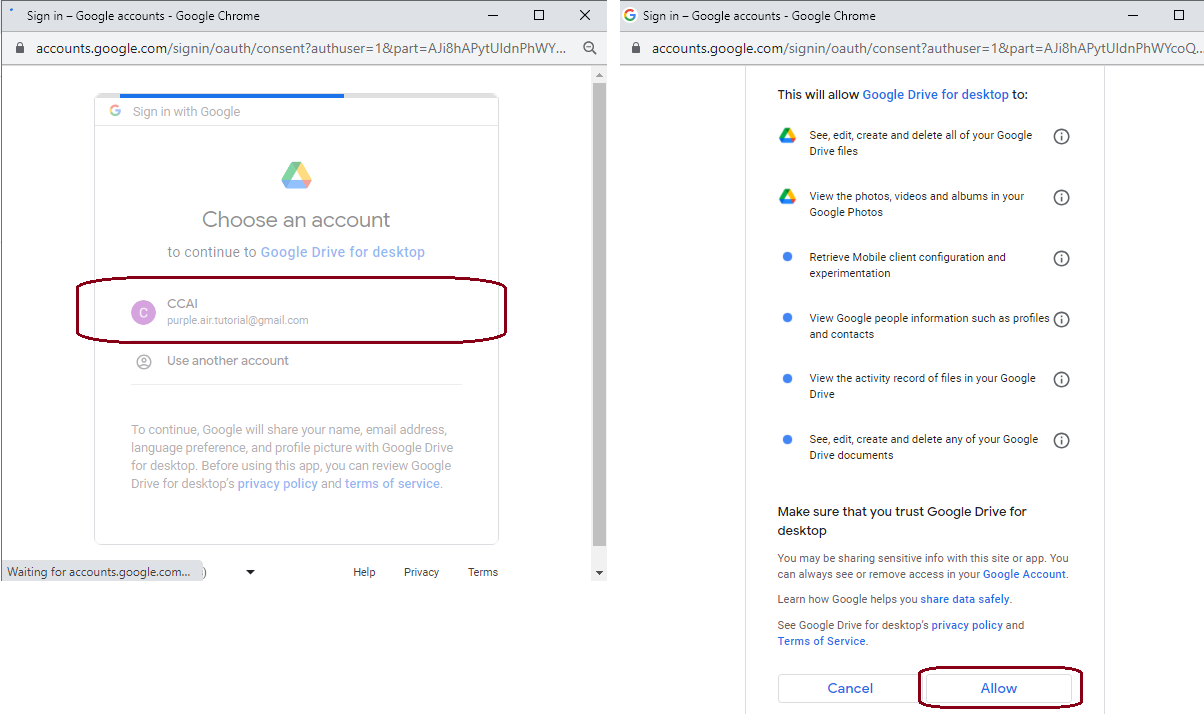 Sign in – Google accounts - Google Chrome
accounts.google.com/signin/oauth/consent?authuser=1&part=AJi8hAPytUIdnPhWY...
Sign in with Google
Choose an account
to continue to Google Drive for desktop
C
CCAI
purple.air.tutorial@gmail.com
Use another account
To continue, Google will share your name, email address,
language preference, and profile picture with Google Drive
for desktop. Before using this app, you can review Google
Drive for desktop's privacy policy and terms of service.
Waiting for accounts.google.com... )
Help Privacy Terms
Sign in – Google accounts - Google Chrome
accounts.google.com/signin/oauth/consent?authuser=1&part=AJi8hAPytUIdnPhWYcoQ...
This will allow Google Drive for desktop to:
See, edit, create and delete all of your Google
Drive files
View the photos, videos and albums in your
Google Photos
Retrieve Mobile client configuration and
experimentation
View Google people information such as profiles
and contacts
View the activity record of files in your Google
Drive
See, edit, create and delete any of your Google
Drive documents
Make sure that you trust Google Drive for
desktop
You may be sharing sensitive info with this site or app. You
can always see or remove access in your Google Account.
Learn how Google helps you share data safely.
See Google Drive for desktop's privacy policy and
Terms of Service.
Cancel Allow